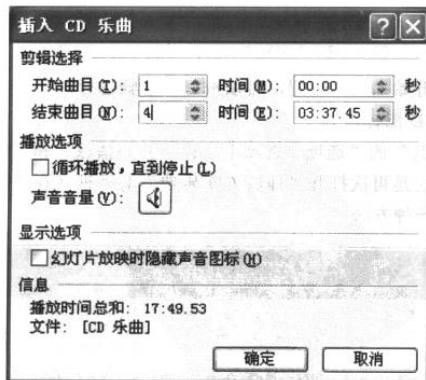 插入 CD 乐曲
剪辑选择
开始曲目(T): 1 时间(M): 00:00 秒
结束曲目(N): 4 时间(E): 03:37.45 秒
播放选项
循环播放，直到停止(L)
声音音量(V):
显示选项
幻灯片放映时隐藏声音图标(H)
信息
播放时间总和: 17:49.53
文件: [CD 乐曲]
确定 取消